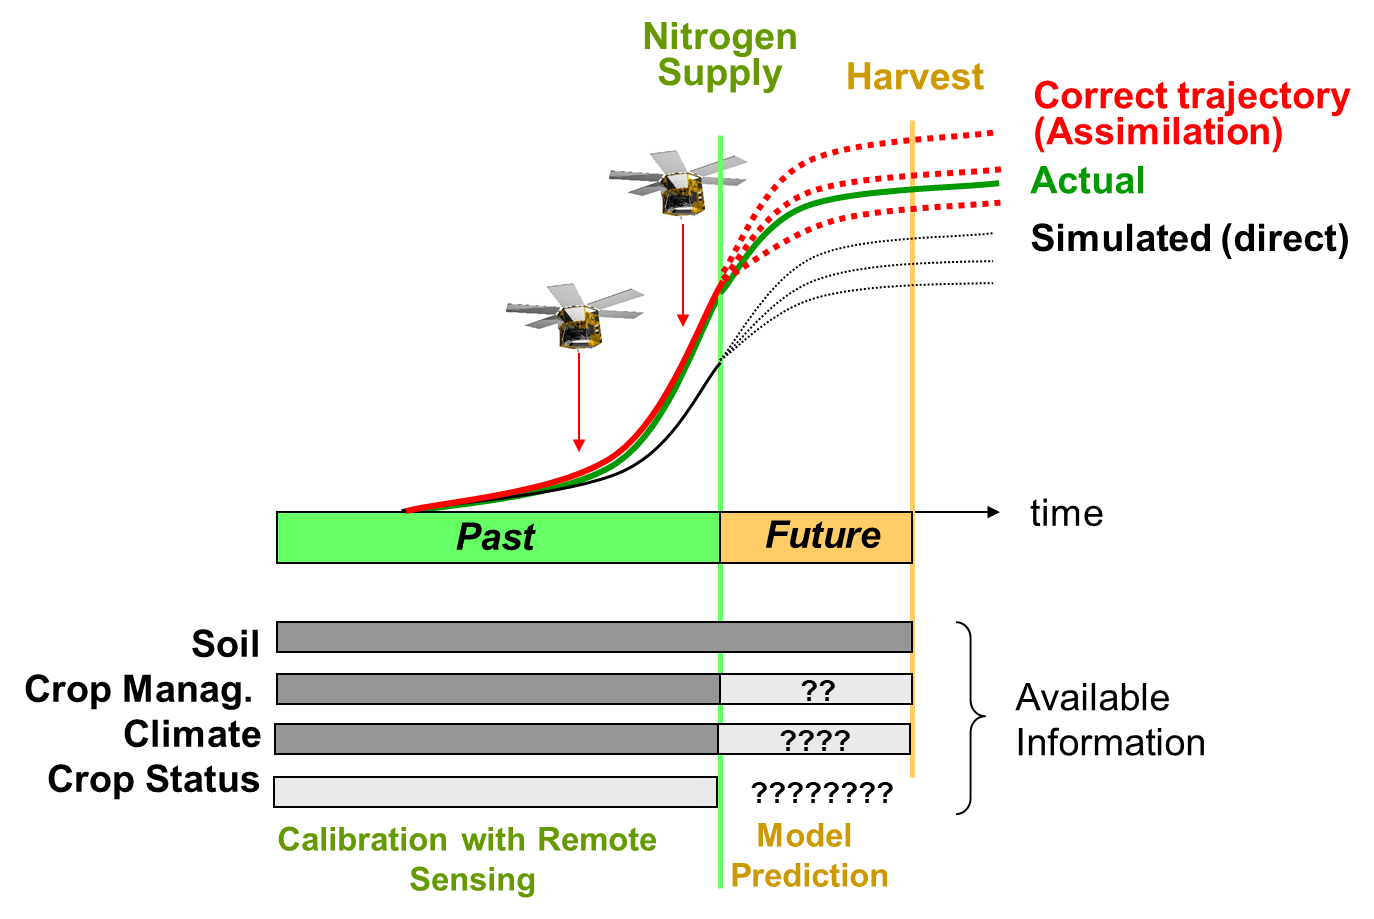 Nitrogen
Supply
Harvest
Correct trajectory
(Assimilation)
Actual
Simulated (direct)
time
Past
Future
Soil
Crop Manag.
??
Climate
????
Crop Status
????????
Available
Information
Calibration with Remote
Sensing
Model
Prediction